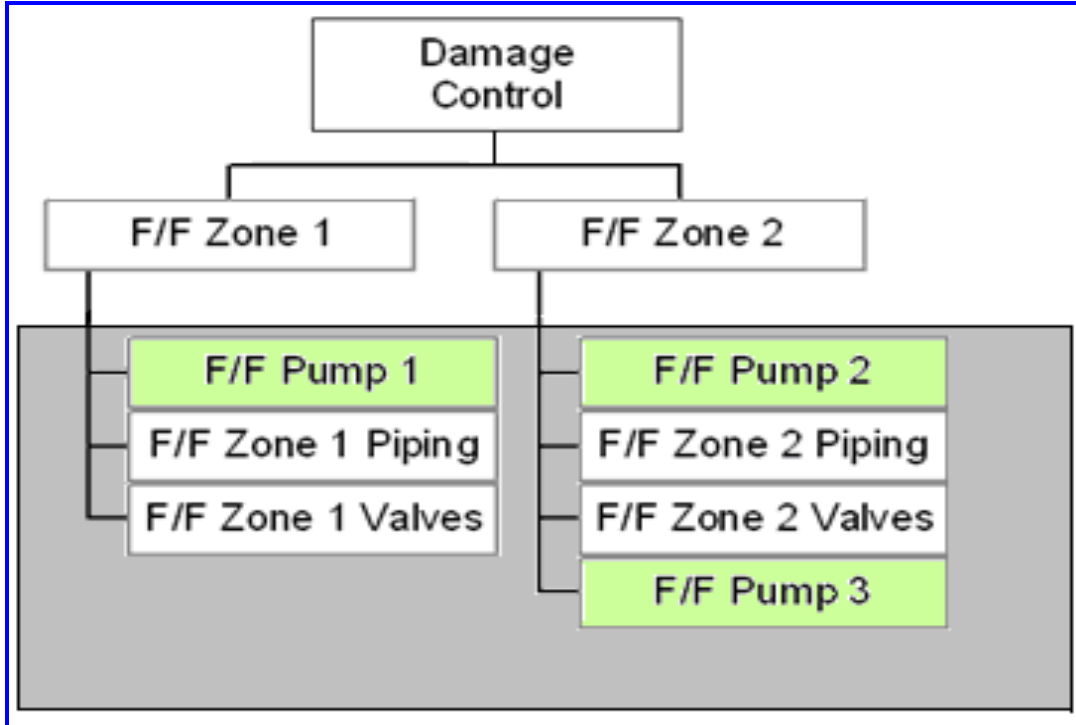 Damage
Control
F/F Zone 1
F/F Zone 2
F/F Pump 1
F/F Zone 1 Piping
F/F Zone 1 Valves
F/F Pump 2
F/F Zone 2 Piping
F/F Zone 2 Valves
F/F Pump 3